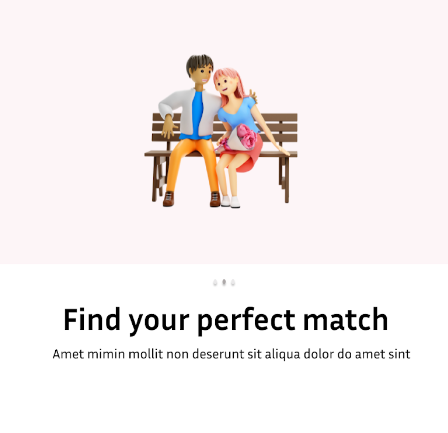 Find your perfect match
Amet mimin mollit non deserunt sit aliqua dolor do amet sint